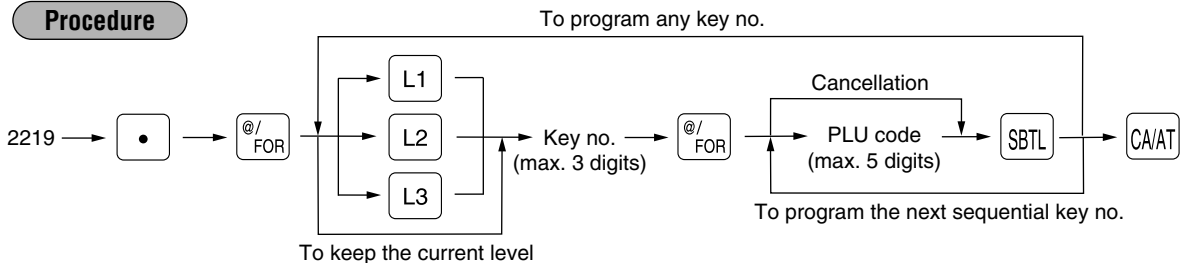 Procedure
To program any key no.
L1
Cancellation
2219
•
@/
FOR
L2
Key no.
(max. 3 digits)
@/
FOR
PLU code
(max. 5 digits)
SBTL
CA/AT
L3
To program the next sequential key no.
To keep the current level